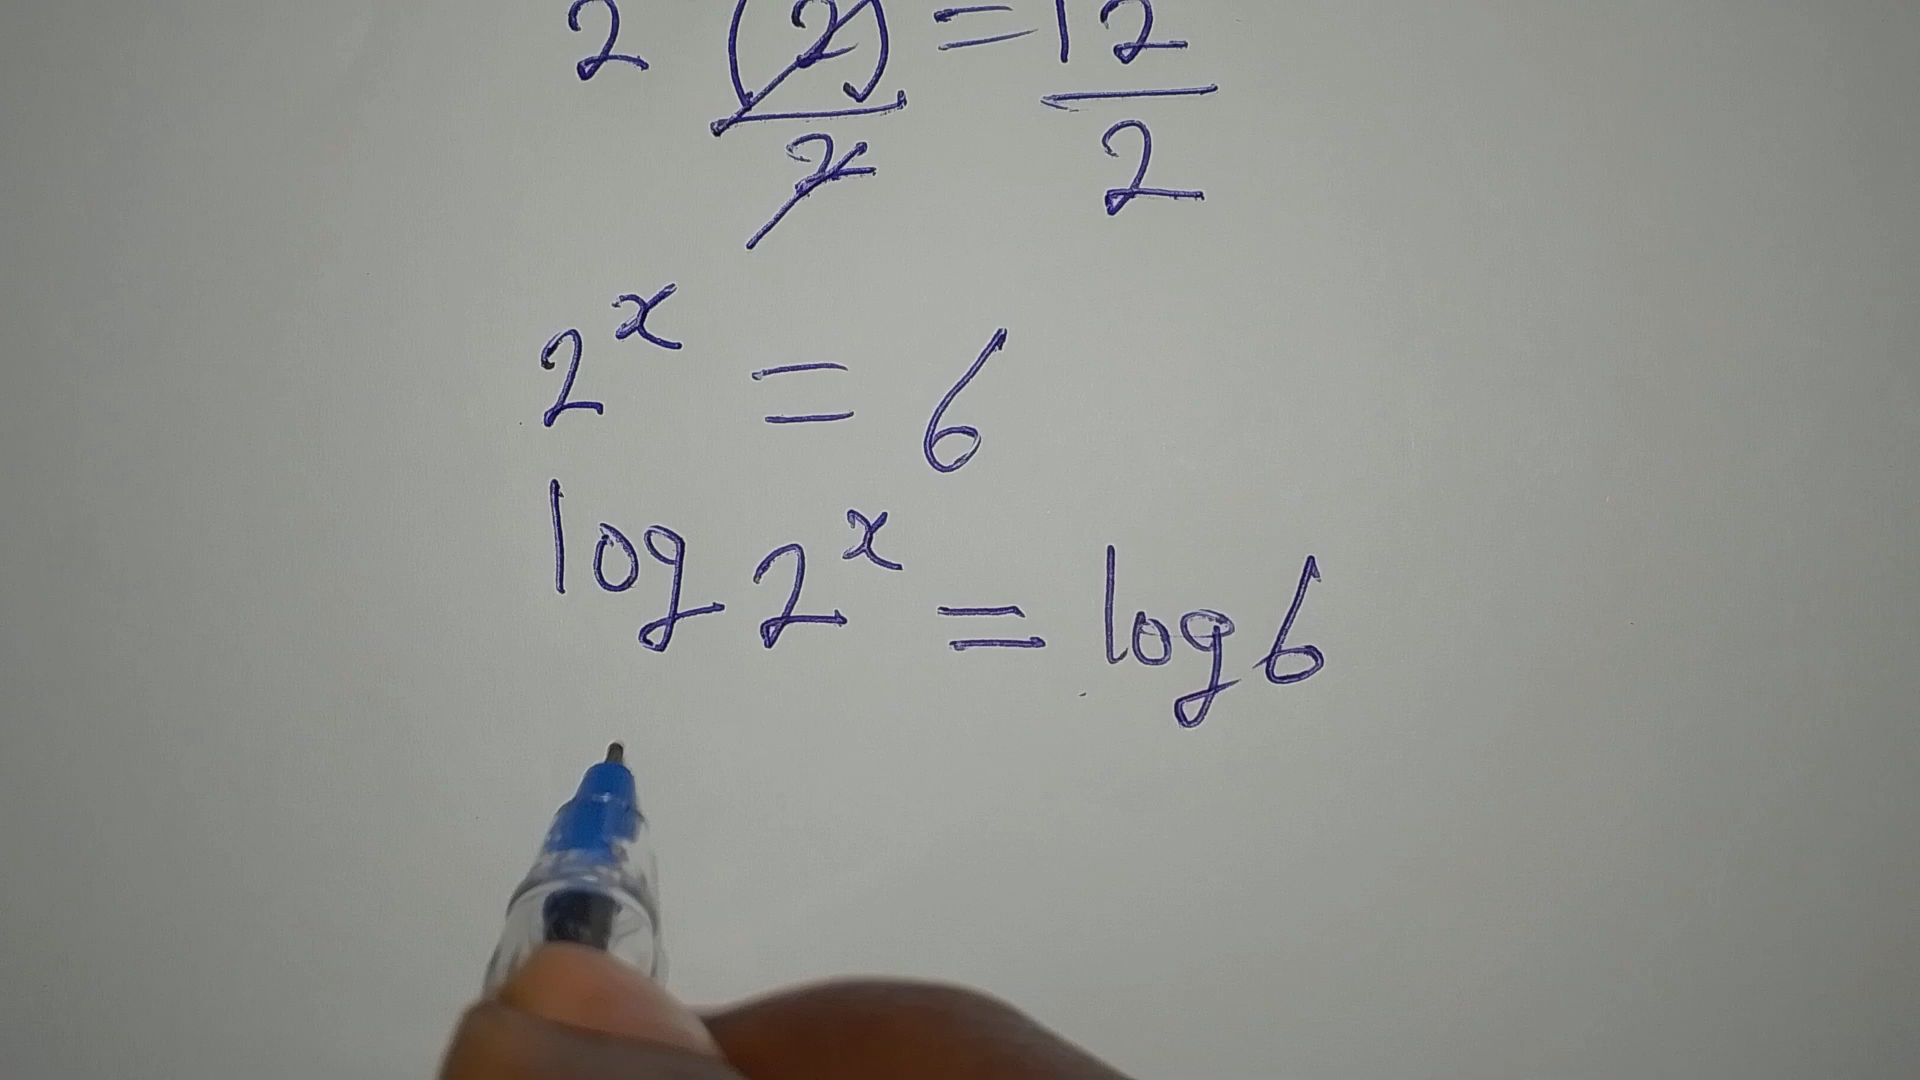 2 (2) = 12
2 2
2^x = 6
log 2^x = log 6